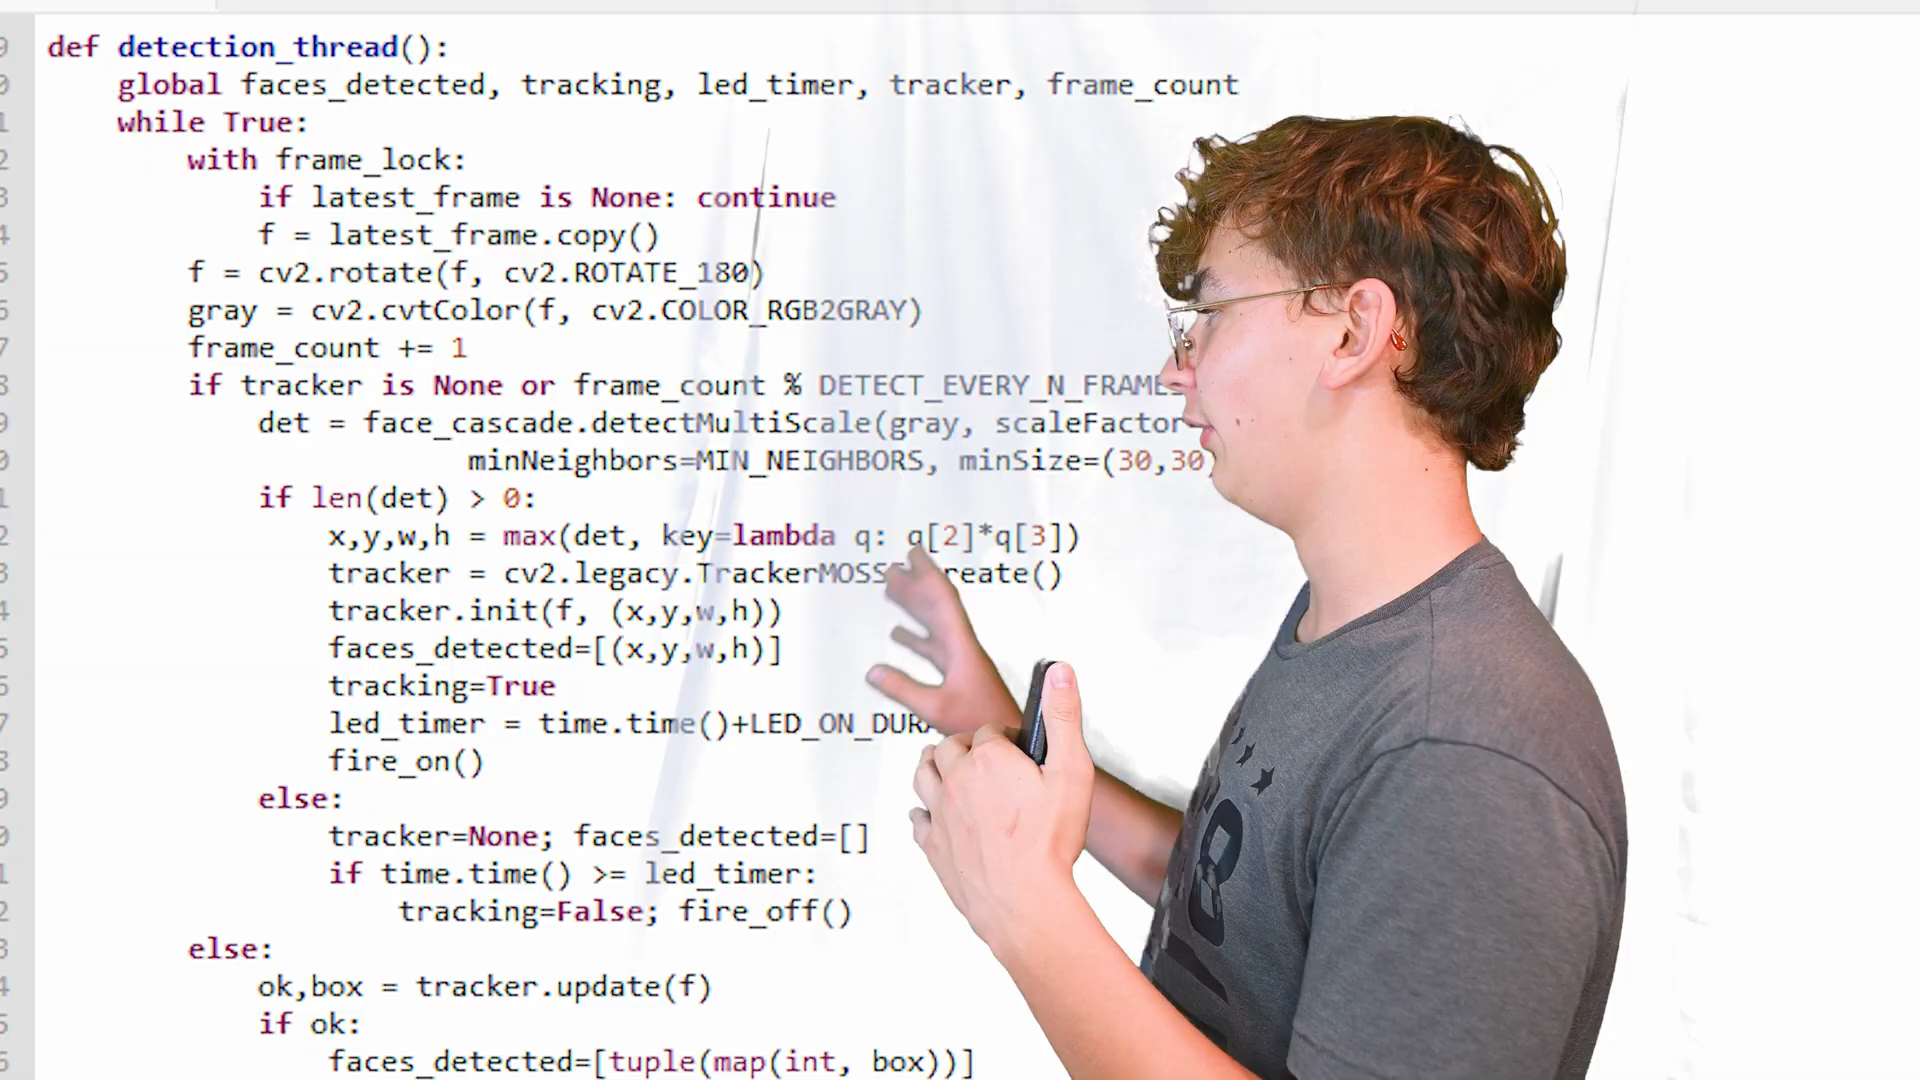 def detection_thread():
global faces_detected, tracking, led_timer, tracker, frame_count
while True:
with frame_lock:
if latest_frame is None: continue
f = latest_frame.copy()
f = cv2.rotate(f, cv2.ROTATE_180)
gray = cv2.cvtColor(f, cv2.COLOR_RGB2GRAY)
frame_count += 1
if tracker is None or frame_count % DETECT_EVERY_N_FRAME
det = face_cascade.detectMultiScale(gray, scaleFactor
minNeighbors=MIN_NEIGHBORS, minSize=(30,30
if len(det) > 0:
x,y,w,h = max(det, key=lambda q: q[2]*q[3])
tracker = cv2.legacy.TrackerMOSS reate()
tracker.init(f, (x,y,w,h))
faces_detected=[(x,y,w,h)]
tracking=True
led_timer = time.time()+LED_ON_DUR
fire_on()
else:
tracker=None; faces_detected=[]
if time.time() >= led_timer:
tracking=False; fire_off()
else:
ok,box = tracker.update(f)
if ok:
faces_detected=[tuple(map(int, box))]